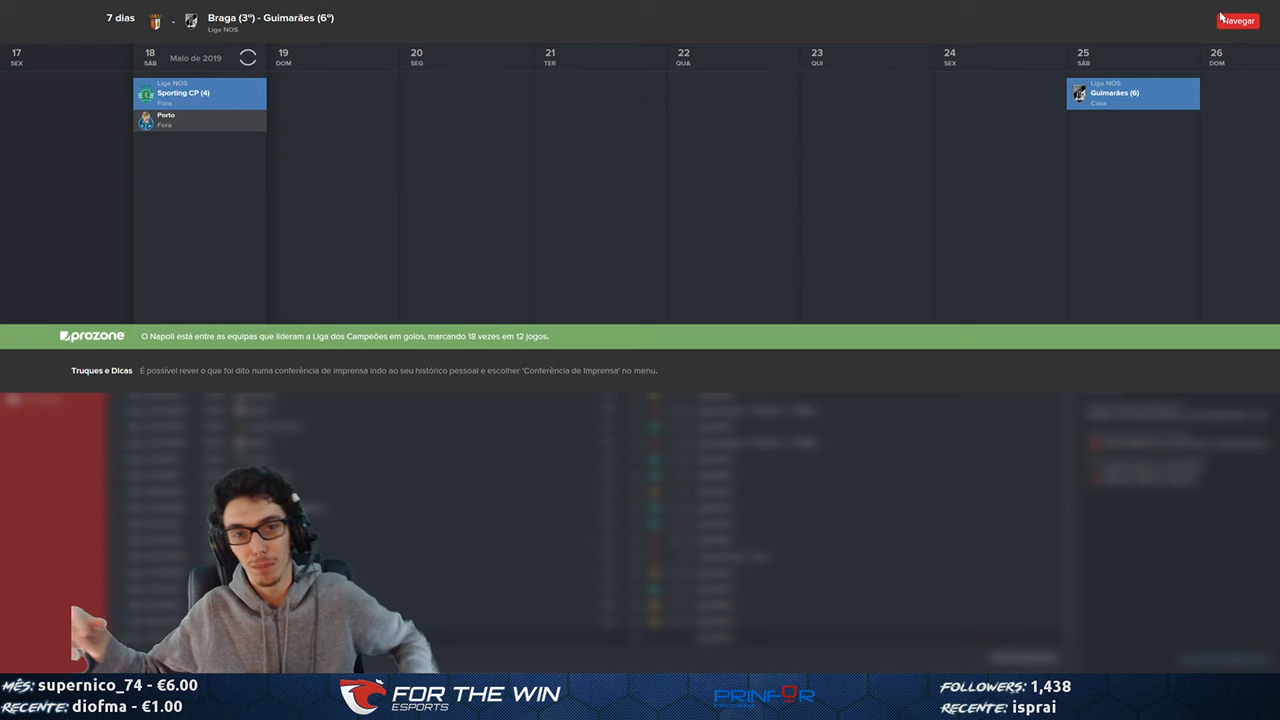 7 dias
-
Braga (3º) - Guimarães (6º)
Liga NOS
Navegar
17
SEX
18
SÁB
Maio de 2019
19
DOM
20
SEG
21
TER
22
QUA
23
QUI
24
SEX
25
SÁB
26
DOM
Liga NOS
Sporting CP (4)
Fora
Porto
Fora
Liga NOS
Guimarães (6)
Casa
prozone
O Napoli está entre as equipas que lideram a Liga dos Campeões em golos, marcando 18 vezes em 12 jogos.
Truques e Dicas
É possível rever o que foi dito numa conferência de imprensa indo ao seu histórico pessoal e escolher 'Conferência de Imprensa' no menu.
MÊS: supernico_74 - €6.00
RECENTE: diofma - €1.00
FOR THE WIN
ESPORTS
PRINFOR
FOLLOWERS: 1,438
RECENTE: isprai